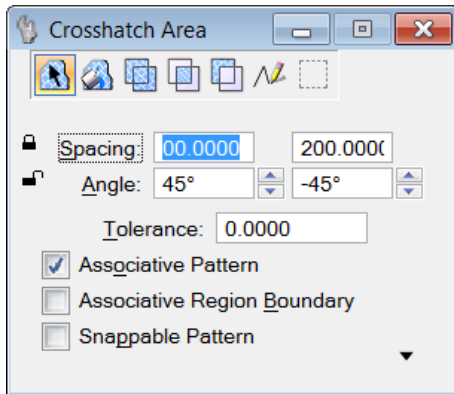 Crosshatch Area
Spacing: 00.0000 200.000(
Angle: 45° -45°
Tolerance: 0.0000
Associative Pattern
Associative Region Boundary
Snappable Pattern